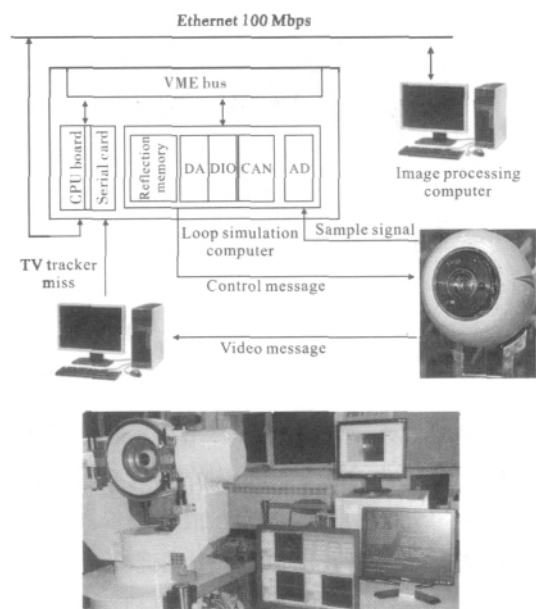 Ethernet 100 Mbps
VME bus
CPU board
Serial card
Reflection
memory
DA
DIO
CAN
AD
Image processing
computer
Loop simulation
computer
Sample signal
TV tracker
miss
Control message
Video message